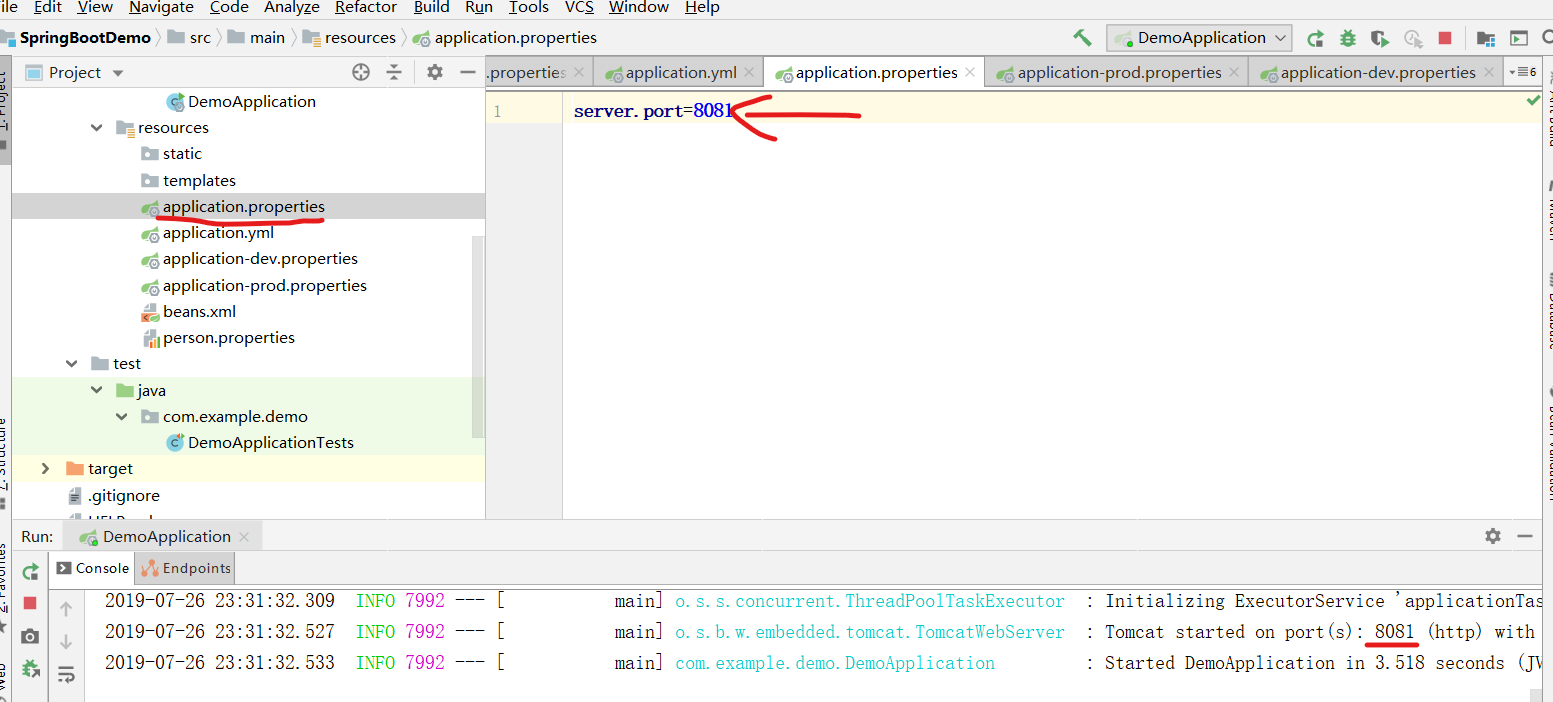 Edit View Navigate Code Analyze Refactor Build Run Tools VCS Window Help
SpringBootDemo src main resources application.properties DemoApplication
Project .properties application.yml application.properties application-prod.properties application-dev.properties 6
DemoApplication
resources
static
templates
application.properties
application.yml
application-dev.properties
application-prod.properties
beans.xml
person.properties
test
java
com.example.demo
DemoApplicationTests
target
.gitignore
1 server.port=8081
Run: DemoApplication
Console Endpoints
2019-07-26 23:31:32.309 INFO 7992 --- [ main] o.s.s.concurrent.ThreadPoolTaskExecutor : Initializing ExecutorService 'applicationTas
2019-07-26 23:31:32.527 INFO 7992 --- [ main] o.s.b.w.embedded.tomcat.TomcatWebServer : Tomcat started on port(s): 8081 (http) with
2019-07-26 23:31:32.533 INFO 7992 --- [ main] com.example.demo.DemoApplication : Started DemoApplication in 3.518 seconds (JV